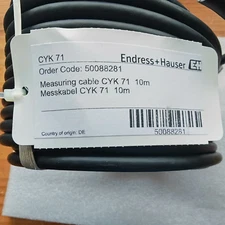 CYK 71
Endress+Hauser EH
Order Code: 50088281
Measuring cable CYK 71 10m
Messkabel CYK 71 10m
Country of origin: DE
50088281